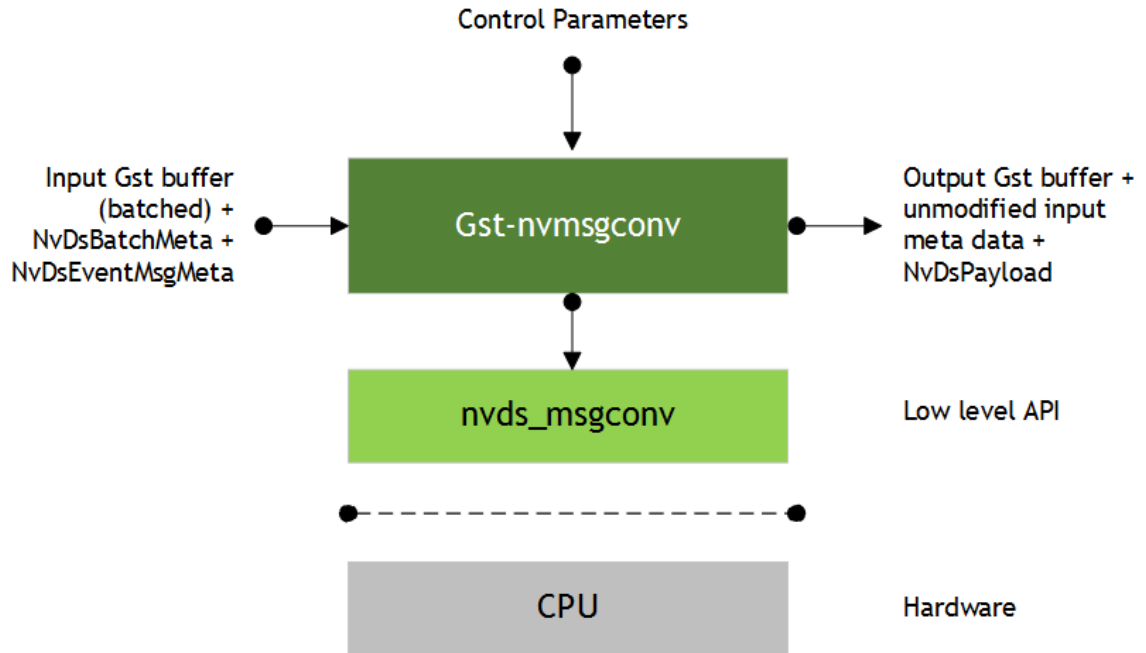 Control Parameters
Input Gst buffer
(batched) +
NvDsBatchMeta +
NvDsEventMsgMeta
Gst-nvmsgconv
Output Gst buffer +
unmodified input
meta data +
NvDsPayload
nvds_msgconv
Low level API
CPU
Hardware